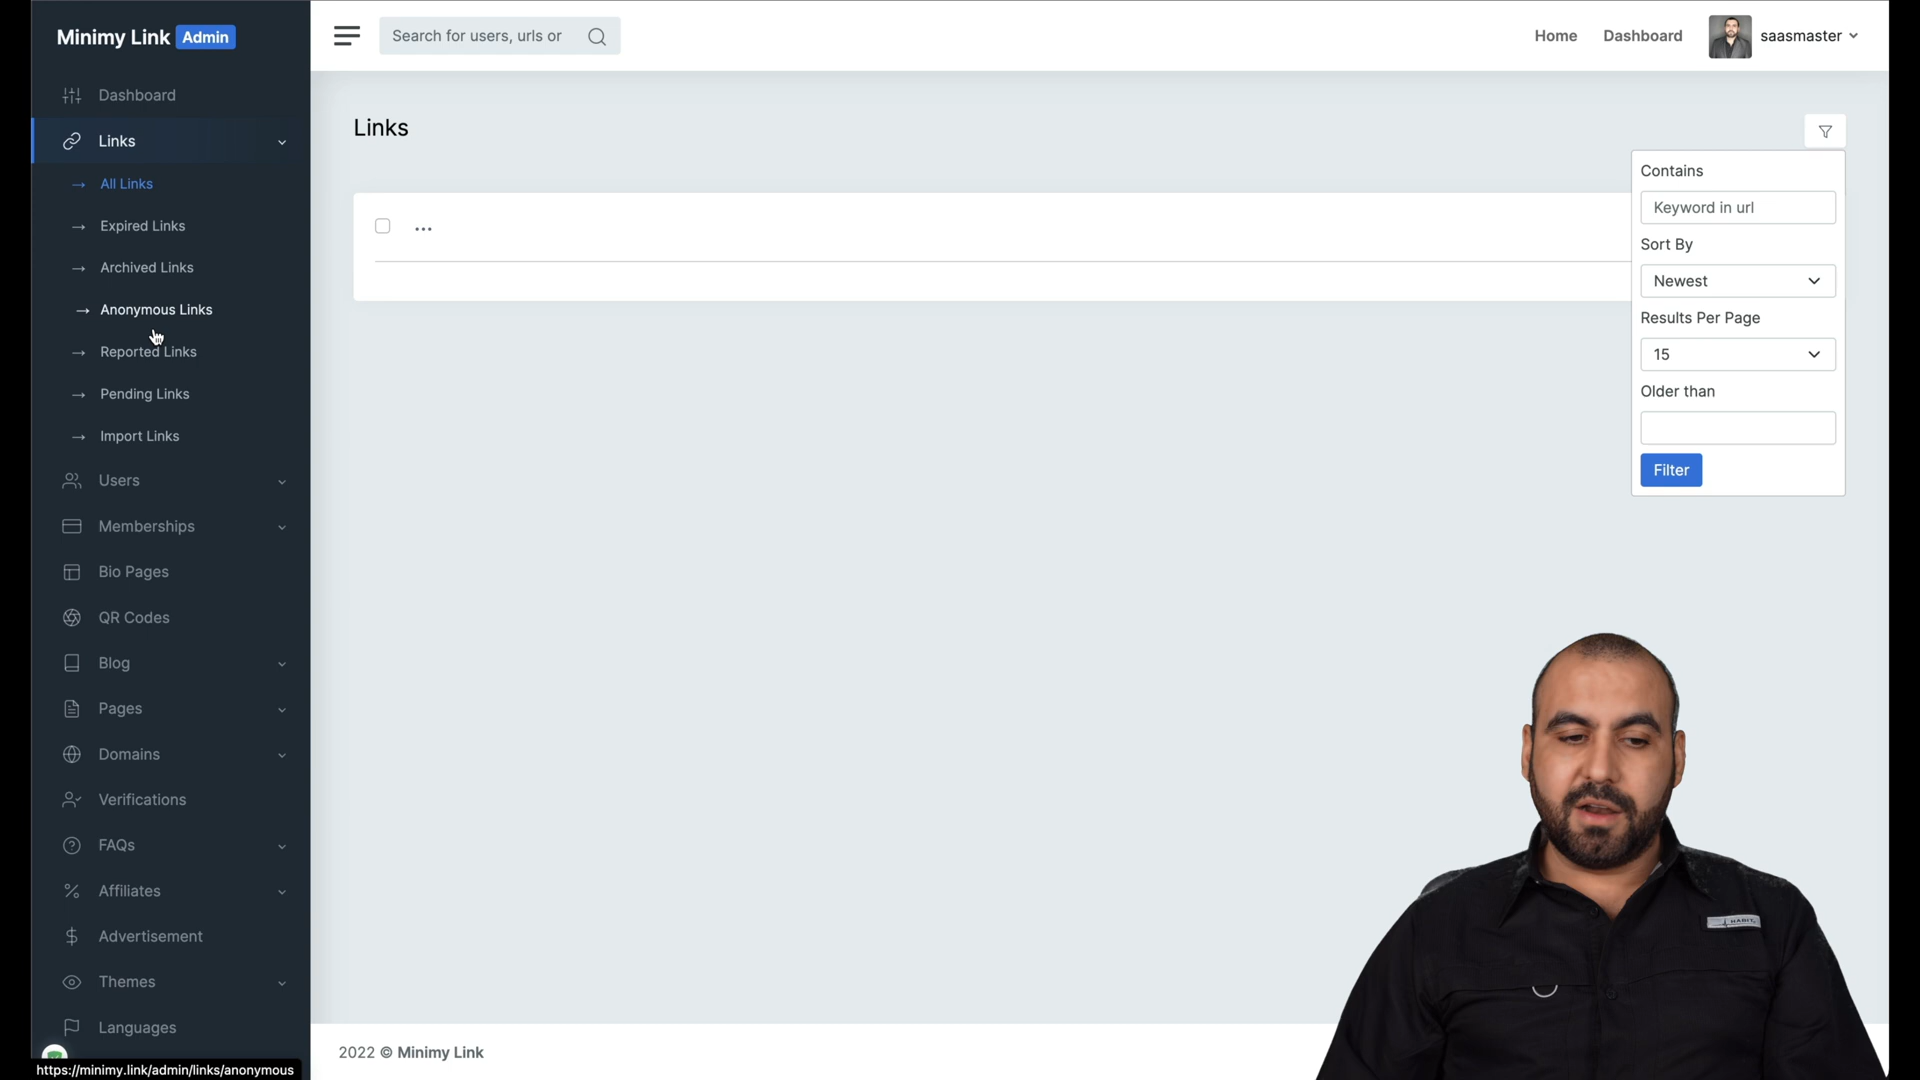 Minimy Link Admin
Search for users, urls or
Home
Dashboard
saasmaster
Dashboard
Links
→ All Links
→ Expired Links
→ Archived Links
→ Anonymous Links
→ Reported Links
→ Pending Links
→ Import Links
Users
Memberships
Bio Pages
QR Codes
Blog
Pages
Domains
Verifications
FAQs
Affiliates
Advertisement
Themes
Languages
https://minimy.link/admin/links/anonymous
Links
...
Contains
Keyword in url
Sort By
Newest
Results Per Page
15
Older than
Filter
HABIT
2022 © Minimy Link